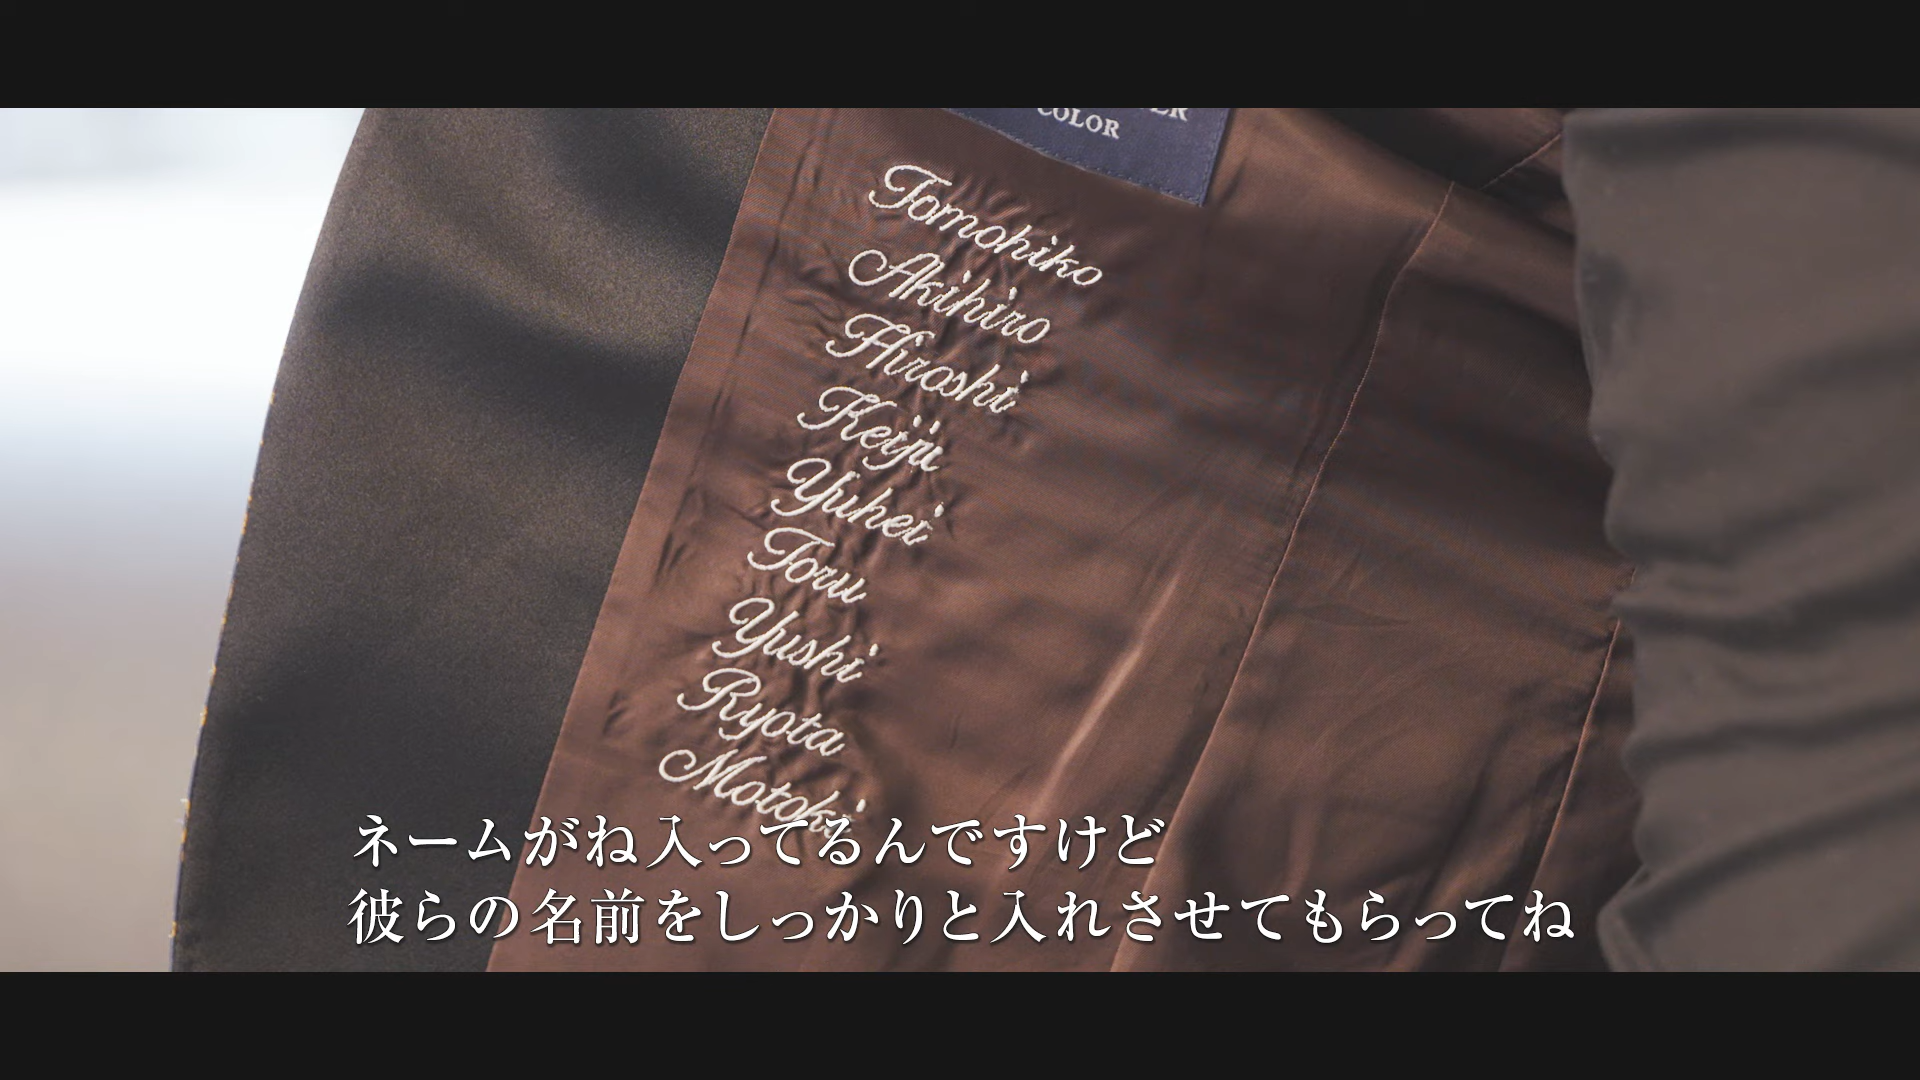 COLOR
Tomohiko
Akihiro
Hiroshi
Keiju
Yuhei
Toru
Yushi
Ryota
Motoki
ネームがね入ってるんですけど
彼らの名前をしっかりと入れさせてもらってね